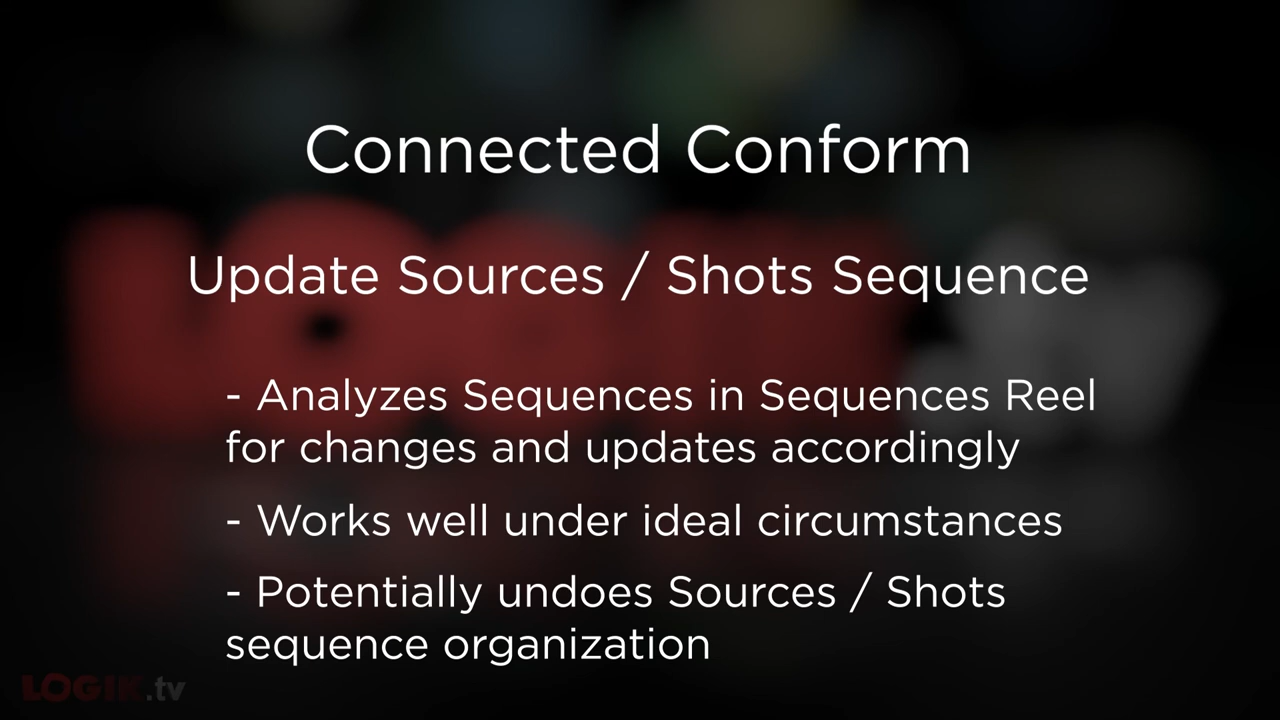 Connected Conform
Update Sources / Shots Sequence
- Analyzes Sequences in Sequences Reel
for changes and updates accordingly
- Works well under ideal circumstances
- Potentially undoes Sources / Shots
sequence organization
LOGIK.tv